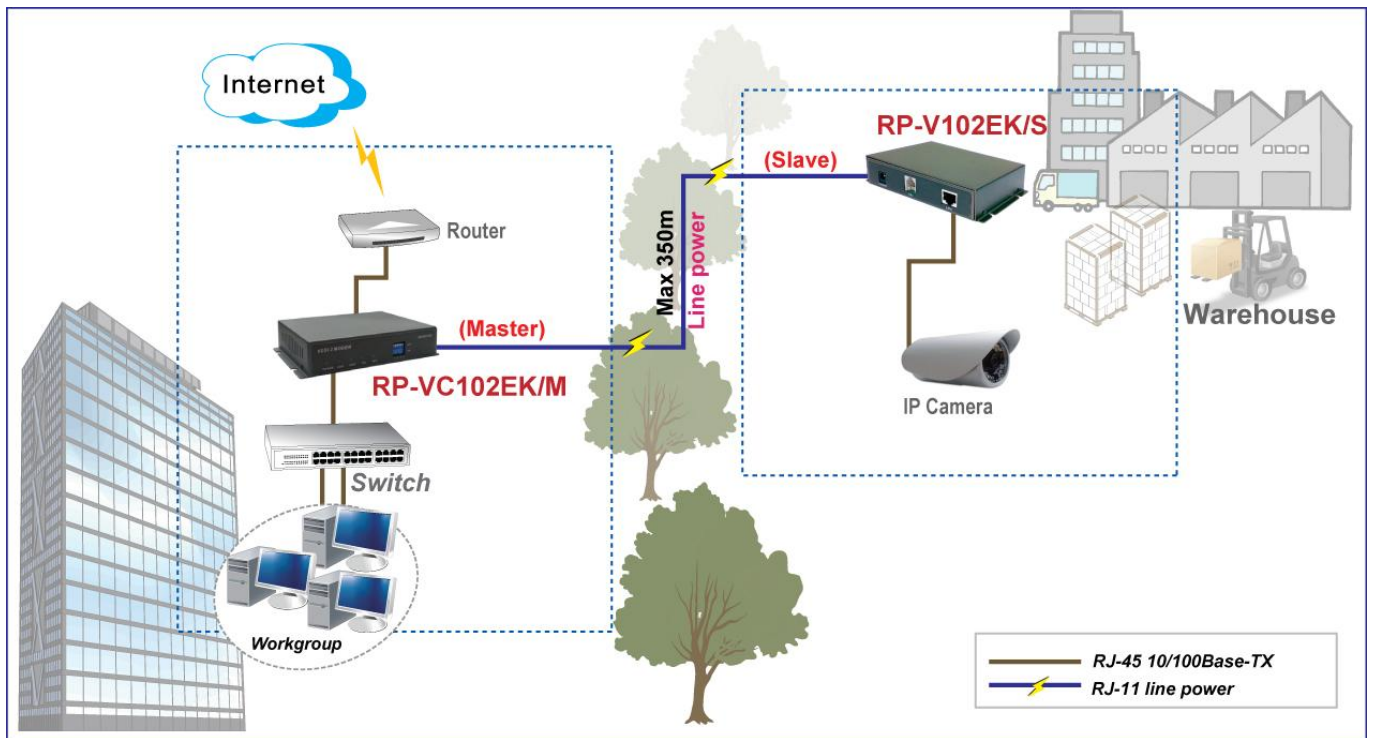 Internet
RP-V102EK/S
(Slave)
Router
Max 350m
Line power
(Master)
Warehouse
RP-VC102EK/M
IP Camera
Switch
Workgroup
RJ-45 10/100Base-TX
RJ-11 line power